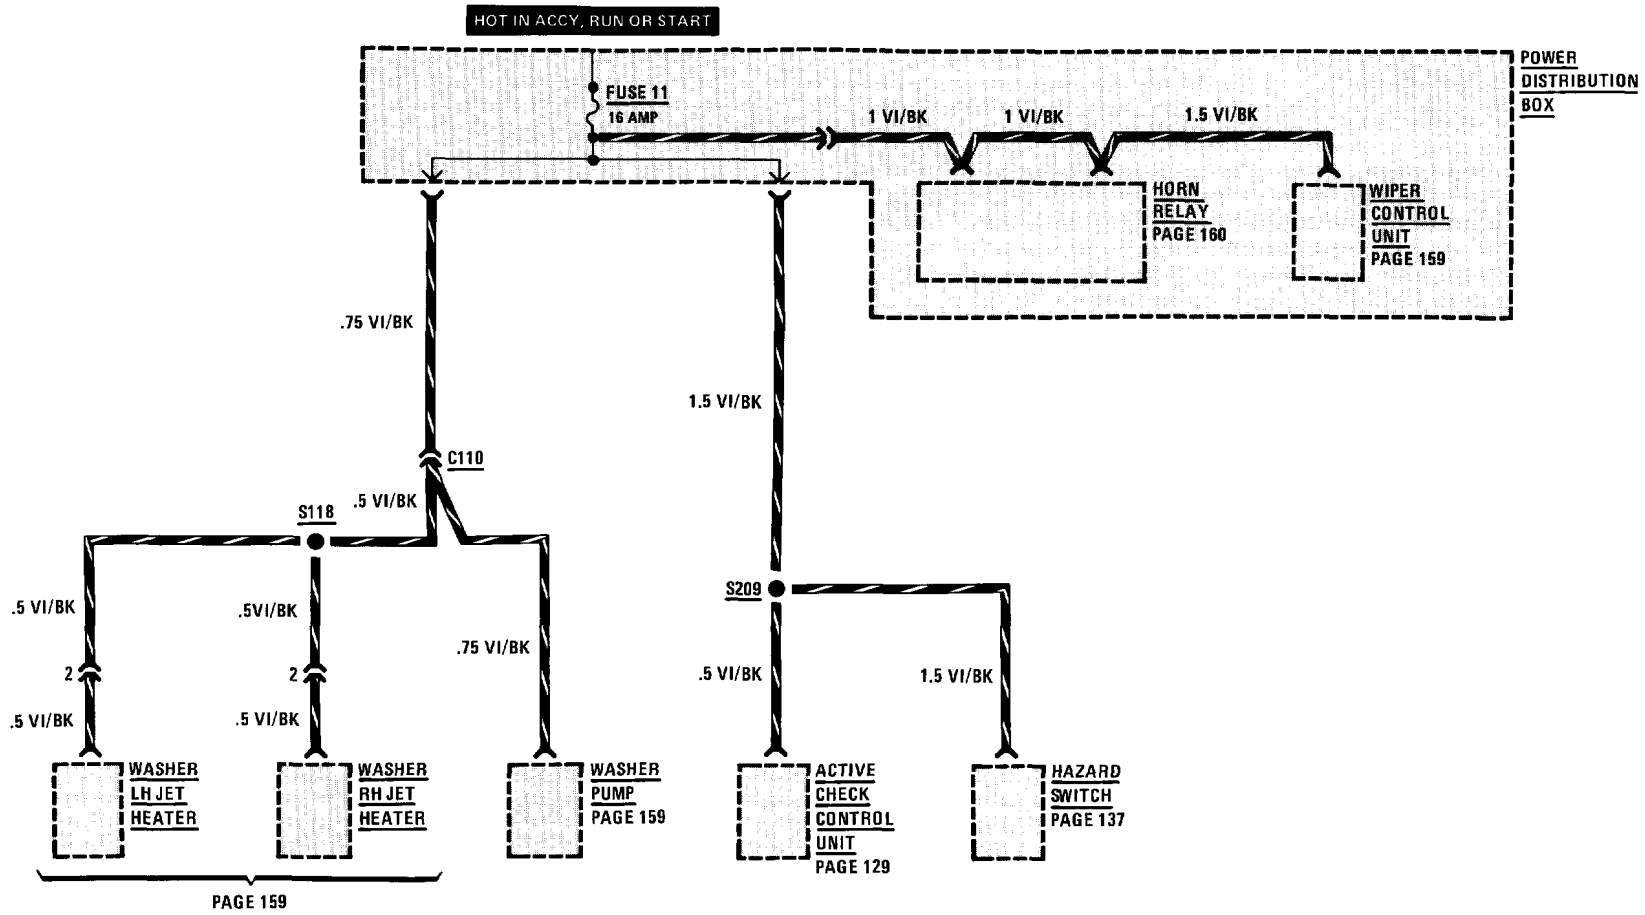 HOT IN ACCY, RUN OR START
POWER
DISTRIBUTION
BOX
FUSE 11
16 AMP
1 VI/BK
1 VI/BK
1.5 VI/BK
HORN
RELAY
PAGE 160
WIPER
CONTROL
UNIT
PAGE 159
.75 VI/BK
1.5 VI/BK
C110
.5 VI/BK
S118
S209
.5 VI/BK
.5VI/BK
.75 VI/BK
.5 VI/BK
1.5 VI/BK
2
2
.5 VI/BK
.5 VI/BK
WASHER
LH JET
HEATER
WASHER
RH JET
HEATER
WASHER
PUMP
PAGE 159
ACTIVE
CHECK
CONTROL
UNIT
PAGE 129
HAZARD
SWITCH
PAGE 137
PAGE 159